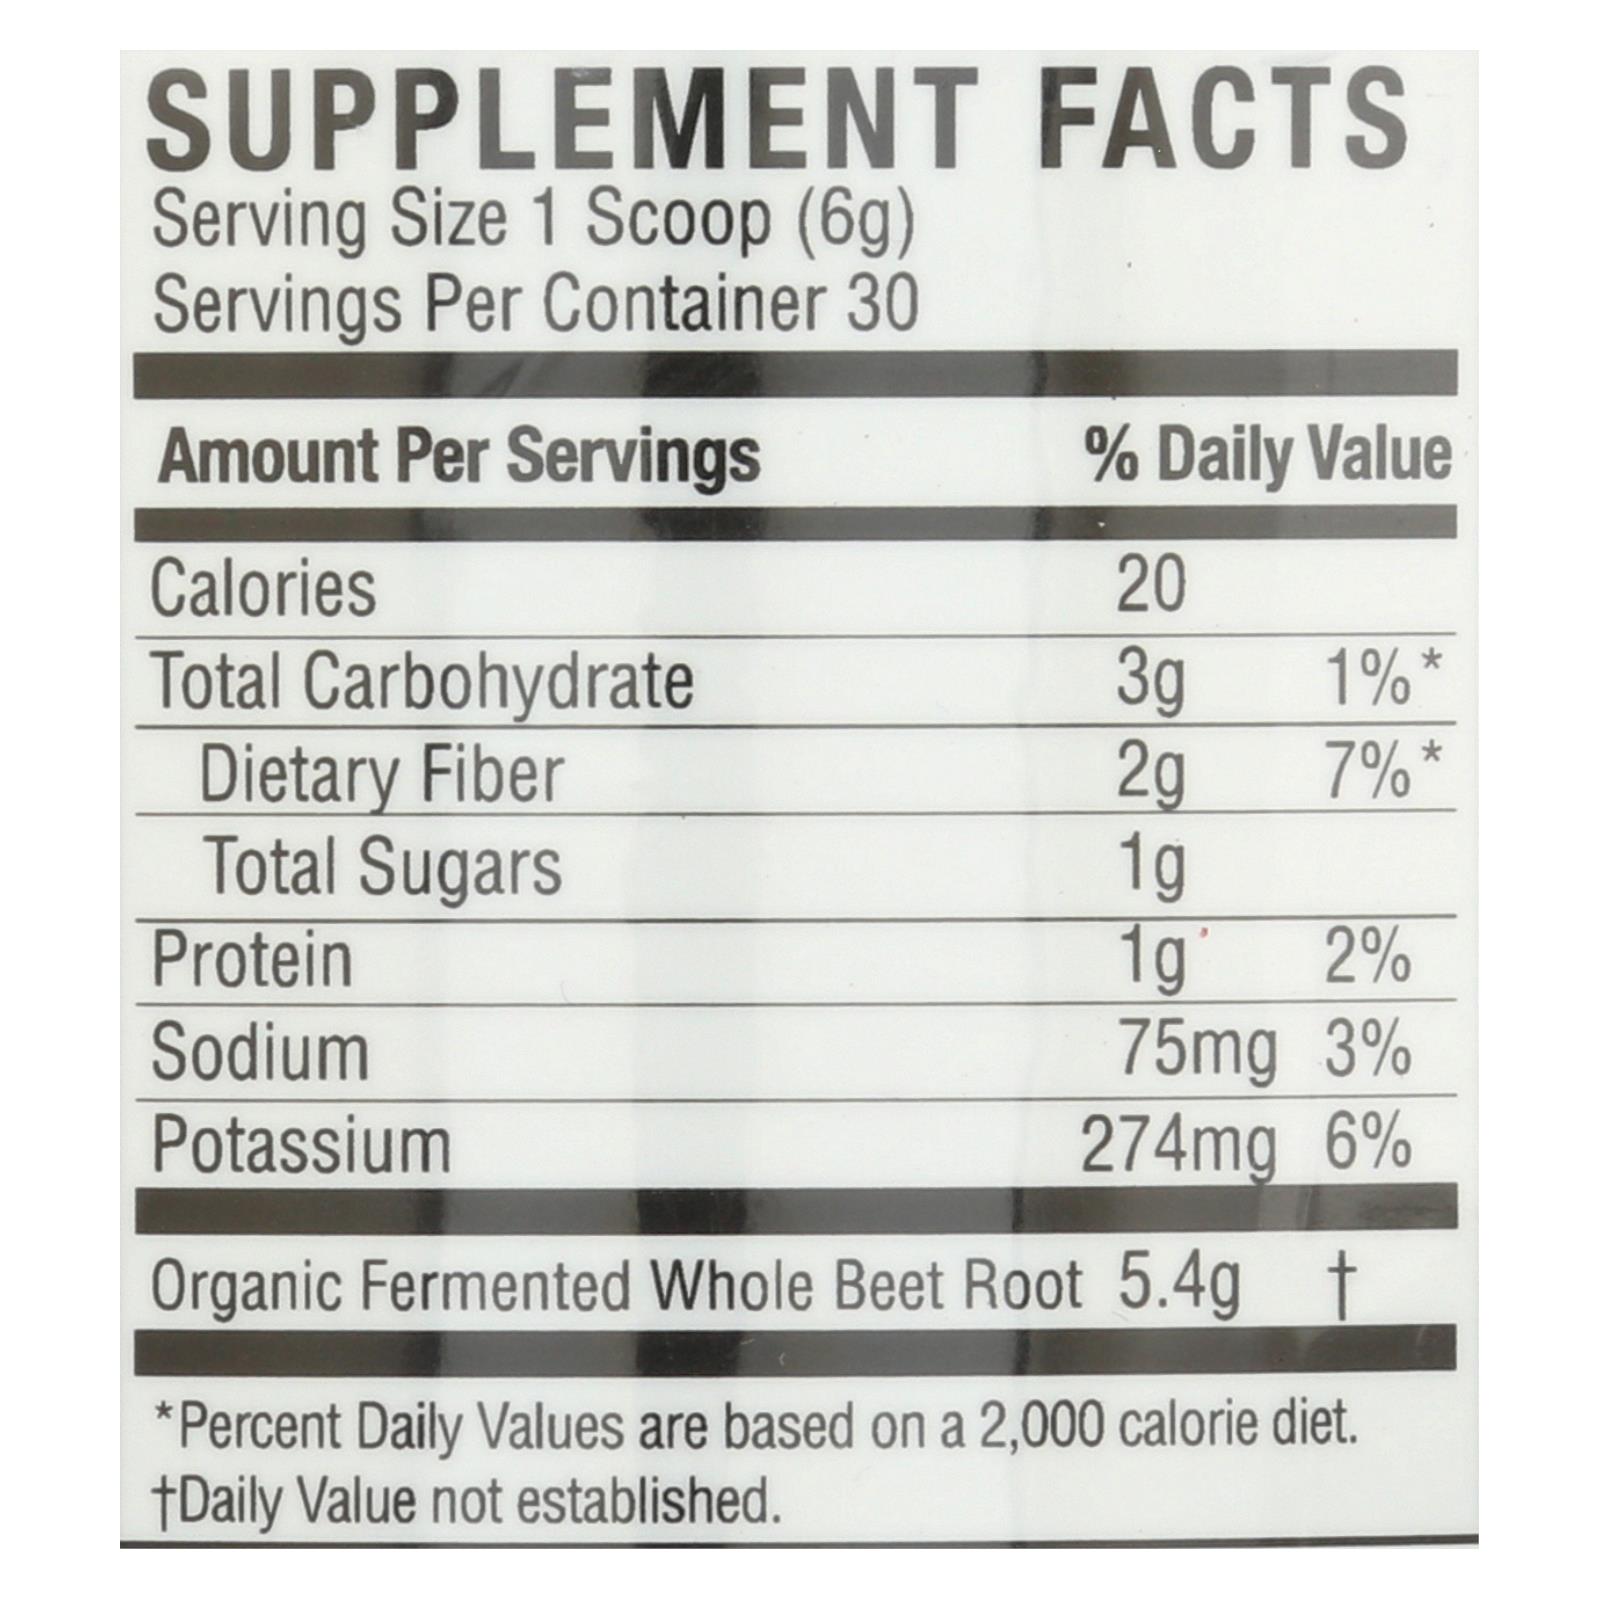 SUPPLEMENT FACTS
Serving Size 1 Scoop (6g)
Servings Per Container 30
Amount Per Servings % Daily Value
Calories 20
Total Carbohydrate 3g 1%*
Dietary Fiber 2g 7%*
Total Sugars 1g
Protein 1g 2%
Sodium 75mg 3%
Potassium 274mg 6%
Organic Fermented Whole Beet Root 5.4g †
*Percent Daily Values are based on a 2,000 calorie diet.
†Daily Value not established.